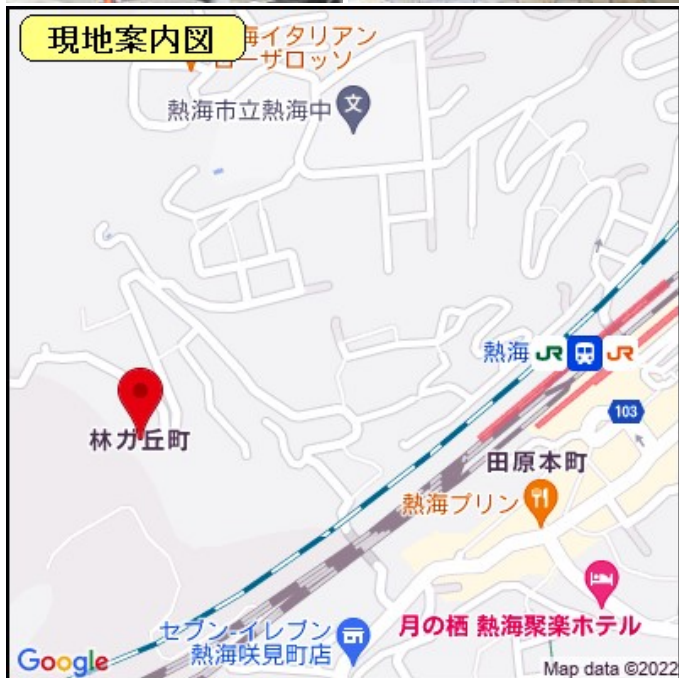 現地案内図
海イタリアン
ーザロッソ
熱海市立熱海中
文
熱海 JR JR
103
林ガ丘町
田原本町
熱海プリン
月の栖 熱海聚楽ホテル
セブン-イレブン
熱海咲見町店
Google
Map data ©2022